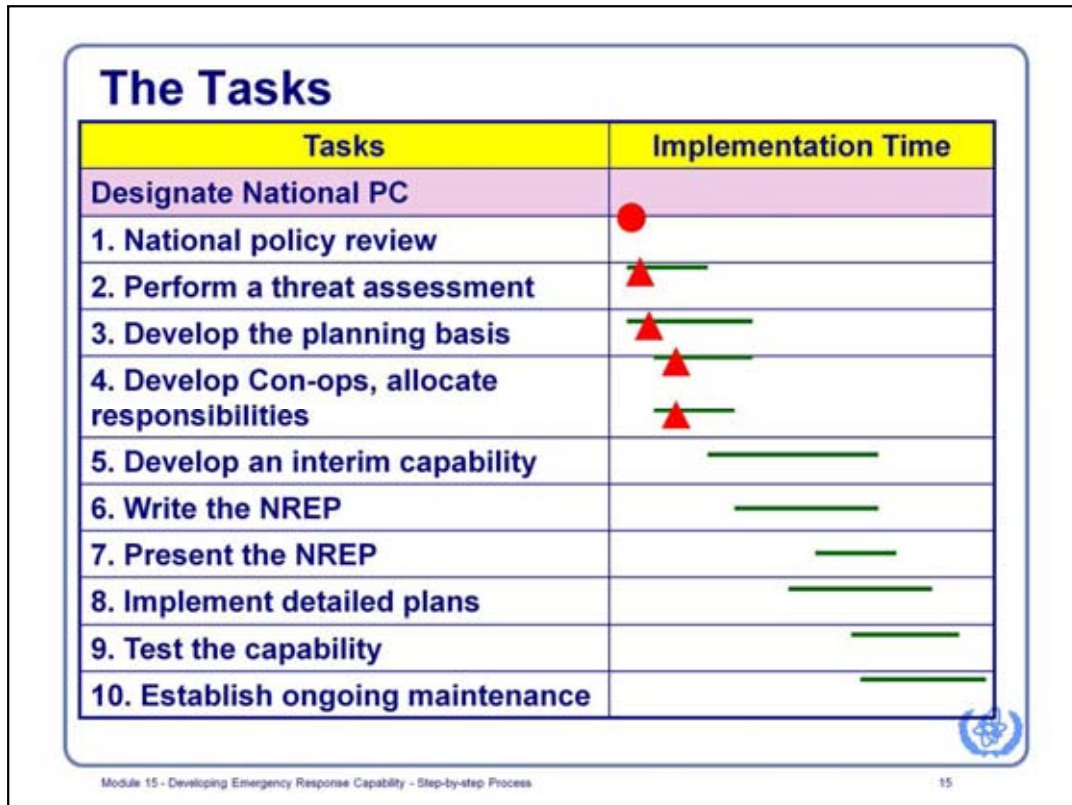 The Tasks
Tasks
Implementation Time
Designate National PC
1. National policy review
2. Perform a threat assessment
3. Develop the planning basis
4. Develop Con-ops, allocate
responsibilities
5. Develop an interim capability
6. Write the NREP
7. Present the NREP
8. Implement detailed plans
9. Test the capability
10. Establish ongoing maintenance
Module 15 - Developing Emergency Response Capability - Step-by-step Process
15